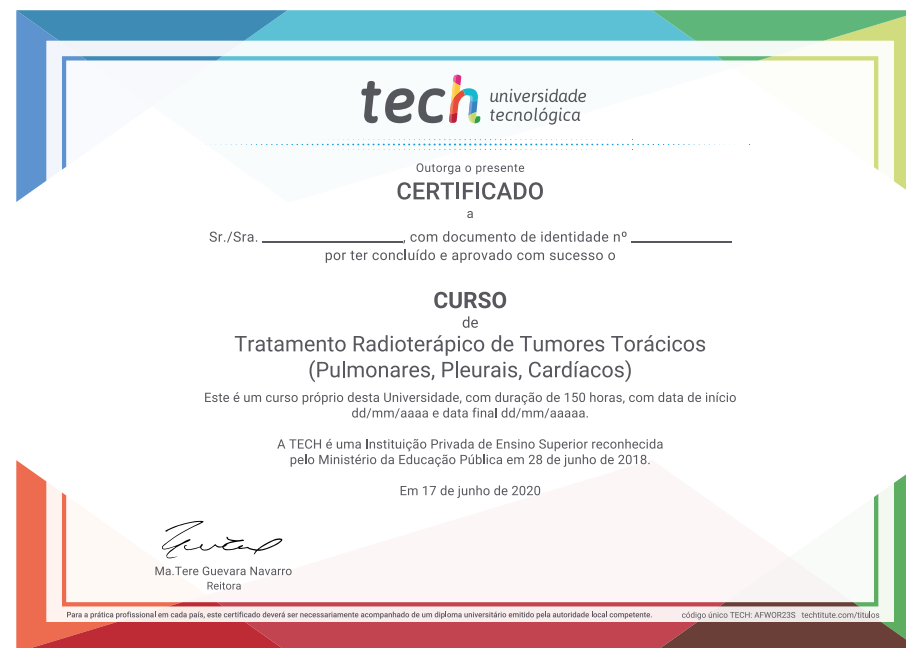 tech universidade
tecnológica
Outorga o presente
CERTIFICADO
a
Sr./Sra. ____________, com documento de identidade nº ____________
por ter concluído e aprovado com sucesso o
CURSO
de
Tratamento Radioterápico de Tumores Torácicos
(Pulmonares, Pleurais, Cardíacos)
Este é um curso próprio desta Universidade, com duração de 150 horas, com data de início
dd/mm/aaaa e data final dd/mm/aaaaa.
A TECH é uma Instituição Privada de Ensino Superior reconhecida
pelo Ministério da Educação Pública em 28 de junho de 2018.
Em 17 de junho de 2020
Ma.Tere Guevara Navarro
Reitora
Para a prática profissional em cada país, este certificado deverá ser necessariamente acompanhado de um diploma universitário emitido pela autoridade local competente. código único TECH: AFWOR23S techtitute.com/titulos